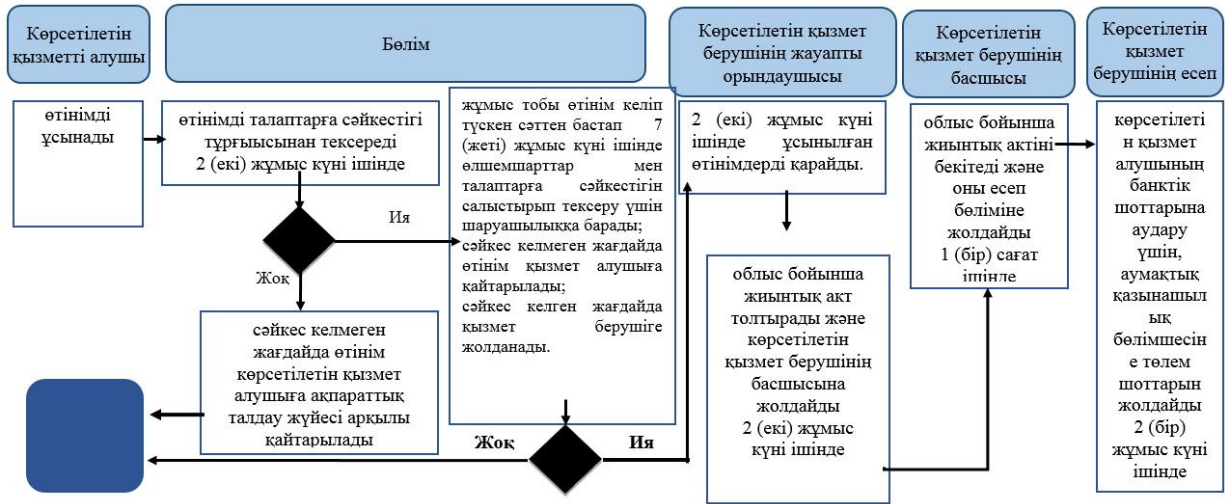 Көрсетілетін
қызметті алушы
Бөлім
Көрсетілетін қызмет
берушінің жауапты
орындаушысы
Көрсетілетін
қызмет берушінің
басшысы
Көрсетілетін
қызмет
берушінің есеп
өтінімді
ұсынады
өтінімді талаптарға сәйкестігі
тұрғыысынан тексереді
2 (екі) жұмыс күні ішінде
Ия
Жоқ
сәйкес келмеген
жағдайда өтінім
көрсетілетін қызмет
алушыға ақпараттық
талдау жүйесі арқылы
қайтарылады
жұмыс тобы өтінім келіп
түскен сәттен бастап 7
(жеті) жұмыс күні ішінде
өлшемшарттар мен
талаптарға сәйкестігін
салыстырып тексеру үшін
шаруашылыққа барады;
сәйкес келмеген жағдайда
өтінім қызмет алушыға
қайтарылады;
сәйкес келген жағдайда
қызмет берушіге
жолданады.
Жоқ
Ия
2 (екі) жұмыс күні
ішінде ұсынылған
өтінімдерді қарайды.
облыс бойынша
жиынтық акт
толтырады және
көрсетілетін
қызмет берушінің
басшысына
жолдайды
2 (екі) жұмыс
күні ішінде
облыс бойынша
жиынтық актіні
бекітеді және
оны есеп
бөліміне
жолдайды
1 (бір) сағат
ішінде
көрсетілеті
н қызмет
алушының
банктік
шоттарына
аудару
үшін,
аумақтық
қазынашыл
ық
бөлімшесін
е төлем
шоттарын
жолдайды
2 (бір)
жұмыс күні
ішінде